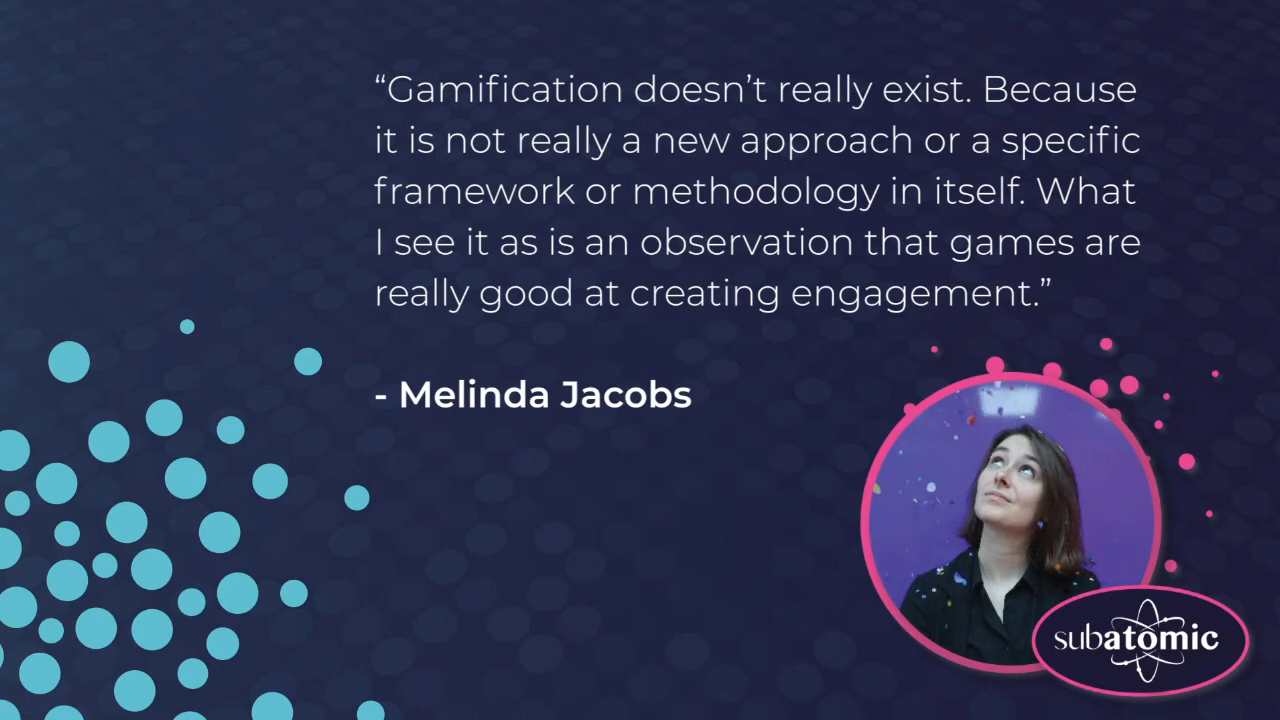 “Gamification doesn’t really exist. Because
it is not really a new approach or a specific
framework or methodology in itself. What
I see it as is an observation that games are
really good at creating engagement.”
- Melinda Jacobs
subatomic